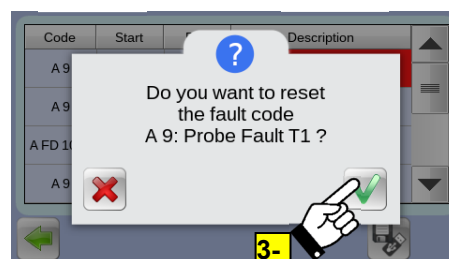 Code Start Description
?
A 9
Do you want to reset
the fault code
A 9: Probe Fault T1 ?
A 9
A FD 10
A 9
3-